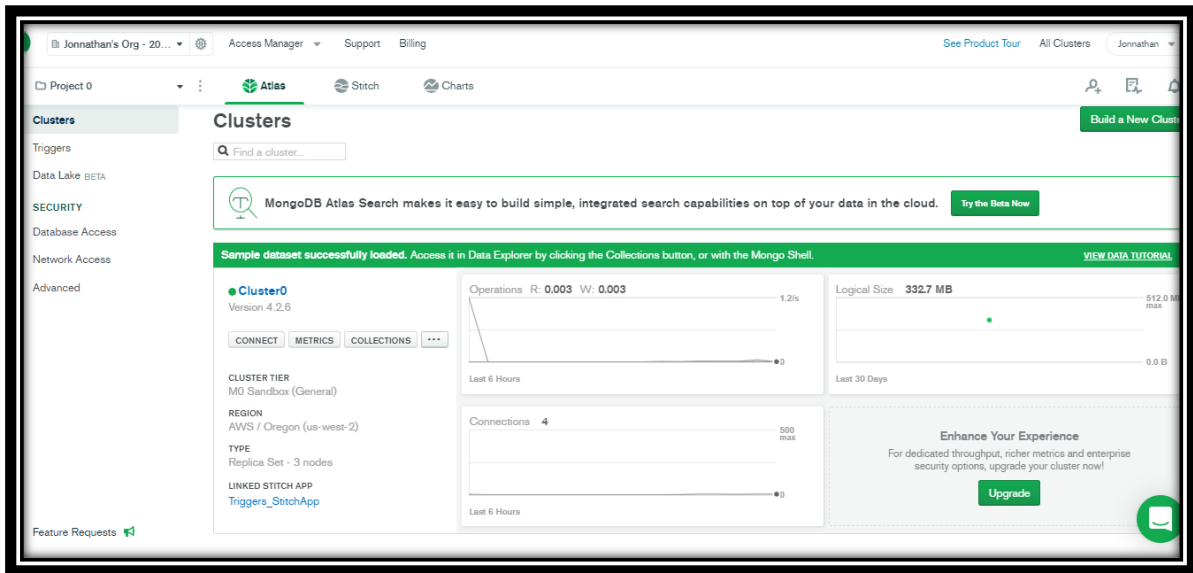 Jonnathan's Org - 20... Access Manager Support Billing See Product Tour All Clusters Jonnathan
Project 0 Atlas Stitch Charts
Clusters
Triggers
Data Lake BETA
SECURITY
Database Access
Network Access
Advanced
Feature Requests
Clusters
Build a New Cluste
Find a cluster...
MongoDB Atlas Search makes it easy to build simple, integrated search capabilities on top of your data in the cloud. Try the Beta Now
Sample dataset successfully loaded. Access it in Data Explorer by clicking the Collections button, or with the Mongo Shell. VIEW DATA TUTORIAL
Cluster0
Version 4.2.6
CONNECT METRICS COLLECTIONS ...
CLUSTER TIER
M0 Sandbox (General)
REGION
AWS / Oregon (us-west-2)
TYPE
Replica Set - 3 nodes
LINKED STITCH APP
Triggers_StitchApp
Operations R: 0.003 W: 0.003
1.2/s
0
Last 6 Hours
Logical Size 332.7 MB
512.0 M
max
0.0 B
Last 30 Days
Connections 4
500
max
0
Last 6 Hours
Enhance Your Experience
For dedicated throughput, richer metrics and enterprise
security options, upgrade your cluster now!
Upgrade